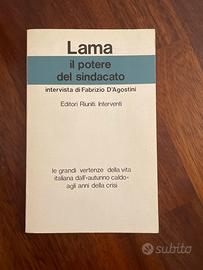 Lama
il potere
del sindacato
intervista di Fabrizio D'Agostini
Editori Riuniti Interventi
le grandi vertenze della vita
italiana dall'«autunno caldo»
agli anni della crisi
subito